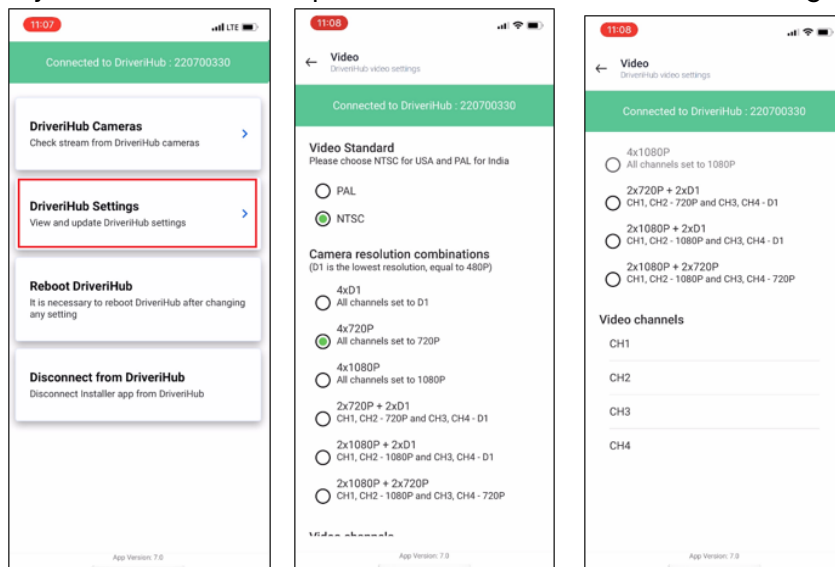 11:07
LTE
Connected to DriveriHub : 220700330
DriveriHub Cameras
Check stream from DriveriHub cameras
DriveriHub Settings
View and update DriveriHub settings
Reboot DriveriHub
It is necessary to reboot DriveriHub after changing
any setting
Disconnect from DriveriHub
Disconnect Installer app from DriveriHub
App Version: 7.0
11:08
Video
DriveriHub video settings
Connected to DriveriHub : 220700330
Video Standard
Please choose NTSC for USA and PAL for India
PAL
NTSC
Camera resolution combinations
(D1 is the lowest resolution, equal to 480P)
4xD1
All channels set to D1
4x720P
All channels set to 720P
4x1080P
All channels set to 1080P
2x720P + 2xD1
CH1, CH2 - 720P and CH3, CH4 - D1
2x1080P + 2xD1
CH1, CH2 - 1080P and CH3, CH4 - D1
2x1080P + 2x720P
CH1, CH2 - 1080P and CH3, CH4 - 720P
Video channels
App Version: 7.0
11:08
Video
DriveriHub video settings
Connected to DriveriHub : 220700330
4x1080P
All channels set to 1080P
2x720P + 2xD1
CH1, CH2 - 720P and CH3, CH4 - D1
2x1080P + 2xD1
CH1, CH2 - 1080P and CH3, CH4 - D1
2x1080P + 2x720P
CH1, CH2 - 1080P and CH3, CH4 - 720P
Video channels
CH1
CH2
CH3
CH4
App Version: 7.0